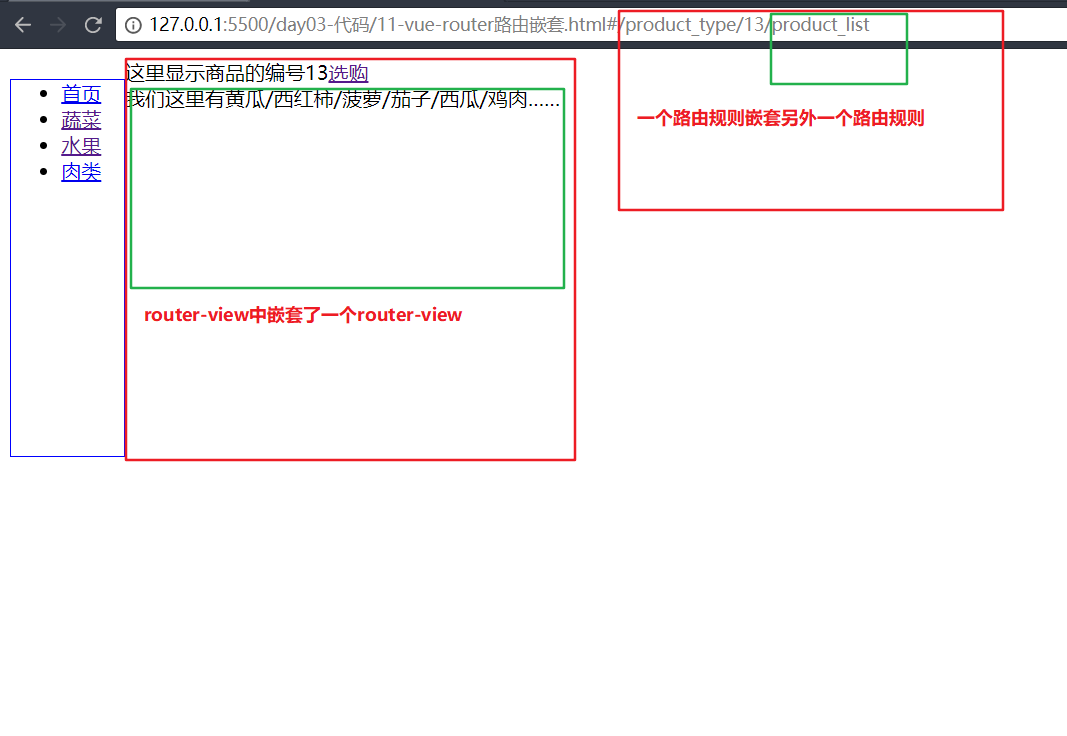 127.0.0.1:5500/day03-代码/11-vue-router路由嵌套.html#/product_type/13/product_list
这里显示商品的编号13选购
我们这里有黄瓜/西红柿/菠萝/茄子/西瓜/鸡肉......
首页
蔬菜
水果
肉类
一个路由规则嵌套另外一个路由规则
router-view中嵌套了一个router-view